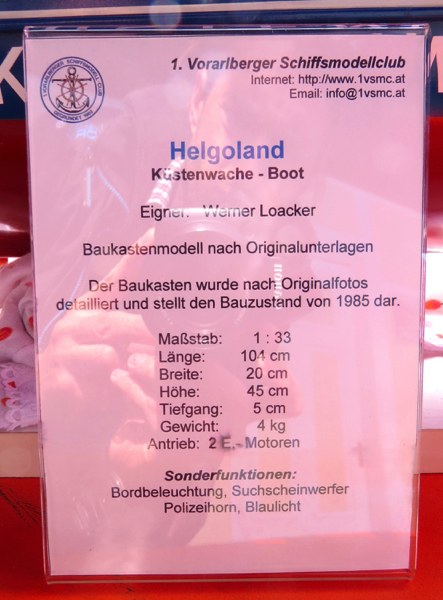 1. Vorarlberger Schiffsmodellclub
Internet: http://www.1vsmc.at
Email: info@1vsmc.at
Helgoland
Küstenwache - Boot
Eigner: Werner Loacker
Baukastenmodell nach Originalunterlagen
Der Baukasten wurde nach Originalfotos
detailliert und stellt den Bauzustand von 1985 dar.
Maßstab: 1 : 33
Länge: 104 cm
Breite: 20 cm
Höhe: 45 cm
Tiefgang: 5 cm
Gewicht: 4 kg
Antrieb: 2 E.- Motoren
Sonderfunktionen:
Bordbeleuchtung, Suchscheinwerfer
Polizeihorn, Blaulicht